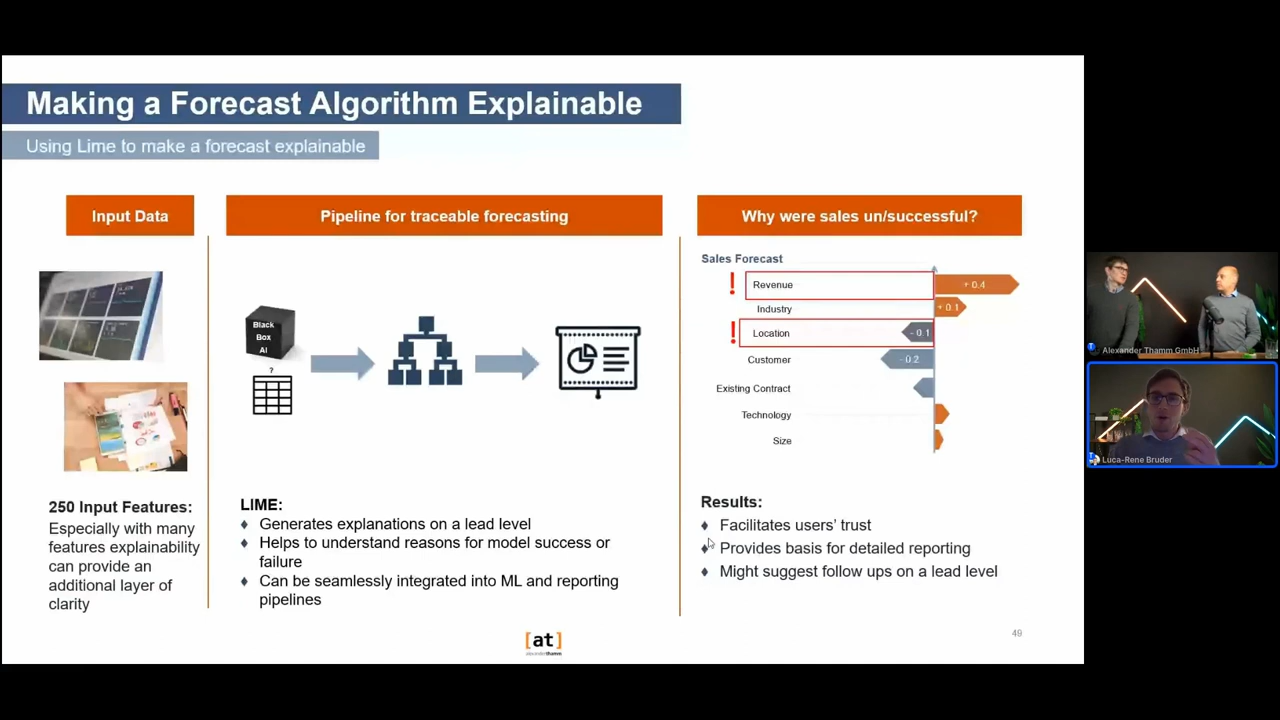 Making a Forecast Algorithm Explainable
Using Lime to make a forecast explainable
Input Data
Pipeline for traceable forecasting
Why were sales un/successful?
Black
Box
AI
?
Sales Forecast
! Revenue + 0.4
Industry + 0.1
! Location - 0.1
Customer - 0.2
Existing Contract
Technology
Size
250 Input Features:
Especially with many
features explainability
can provide an
additional layer of
clarity
LIME:
♦ Generates explanations on a lead level
♦ Helps to understand reasons for model success or
failure
♦ Can be seamlessly integrated into ML and reporting
pipelines
Results:
♦ Facilitates users' trust
♦ Provides basis for detailed reporting
♦ Might suggest follow ups on a lead level
[at]
alexanderthamm
49
Alexander Thamm GmbH
Luca-Rene Bruder